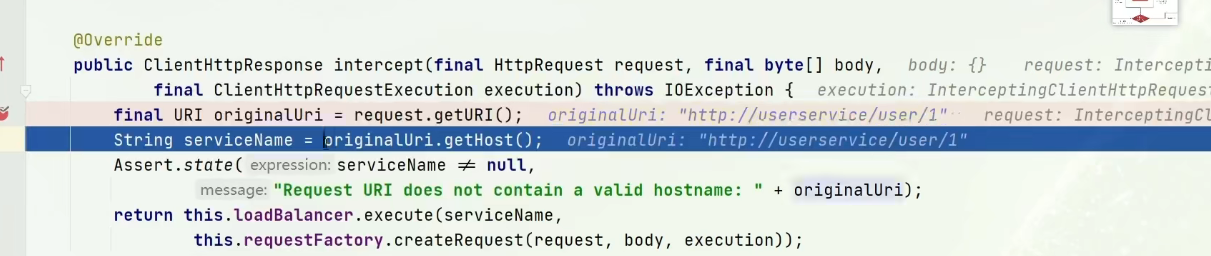 @Override
public ClientHttpResponse intercept(final HttpRequest request, final byte[] body,   body: {}    request: Intercepti
final ClientHttpRequestExecution execution) throws IOException {   execution: InterceptingClientHttpRequest
final URI originalUri = request.getURI();   originalUri: "http://userservice/user/1"    request: InterceptingCl
String serviceName = originalUri.getHost();   originalUri: "http://userservice/user/1"
Assert.state( expression: serviceName ≠ null,
message: "Request URI does not contain a valid hostname: " + originalUri);
return this.loadBalancer.execute(serviceName,
this.requestFactory.createRequest(request, body, execution));